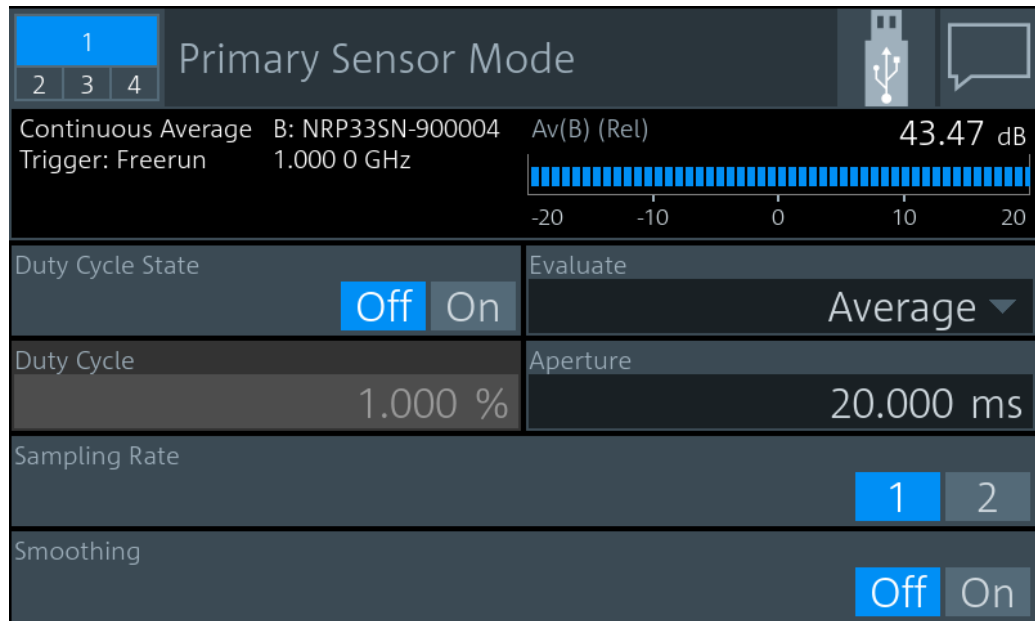 1
2 3 4
Primary Sensor Mode
Continuous Average B: NRP33SN-900004
Trigger: Freerun 1.000 0 GHz
Av(B) (Rel) 43.47 dB
-20 -10 0 10 20
Duty Cycle State
Off On
Evaluate
Average
Duty Cycle
1.000 %
Aperture
20.000 ms
Sampling Rate
1 2
Smoothing
Off On